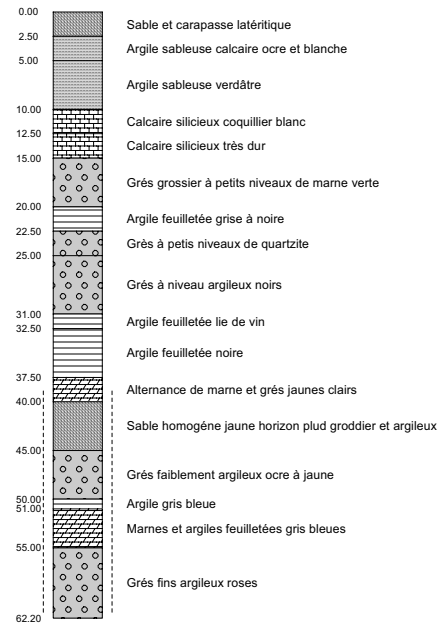 0.00
Sable et carapasse latéritique
2.50
Argile sableuse calcaire ocre et blanche
5.00
Argile sableuse verdâtre
10.00
Calcaire silicieux coquillier blanc
12.50
Calcaire silicieux très dur
15.00
Grés grossier à petits niveaux de marne verte
20.00
Argile feuilletée grise à noire
22.50
Grès à petis niveaux de quartzite
25.00
Grés à niveau argileux noirs
31.00
Argile feuilletée lie de vin
32.50
Argile feuilletée noire
37.50
Alternance de marne et grés jaunes clairs
40.00
Sable homogéne jaune horizon plud groddier et argileux
45.00
Grés faiblement argileux ocre à jaune
50.00
Argile gris bleue
51.00
Marnes et argiles feuilletées gris bleues
55.00
Grés fins argileux roses
62.20